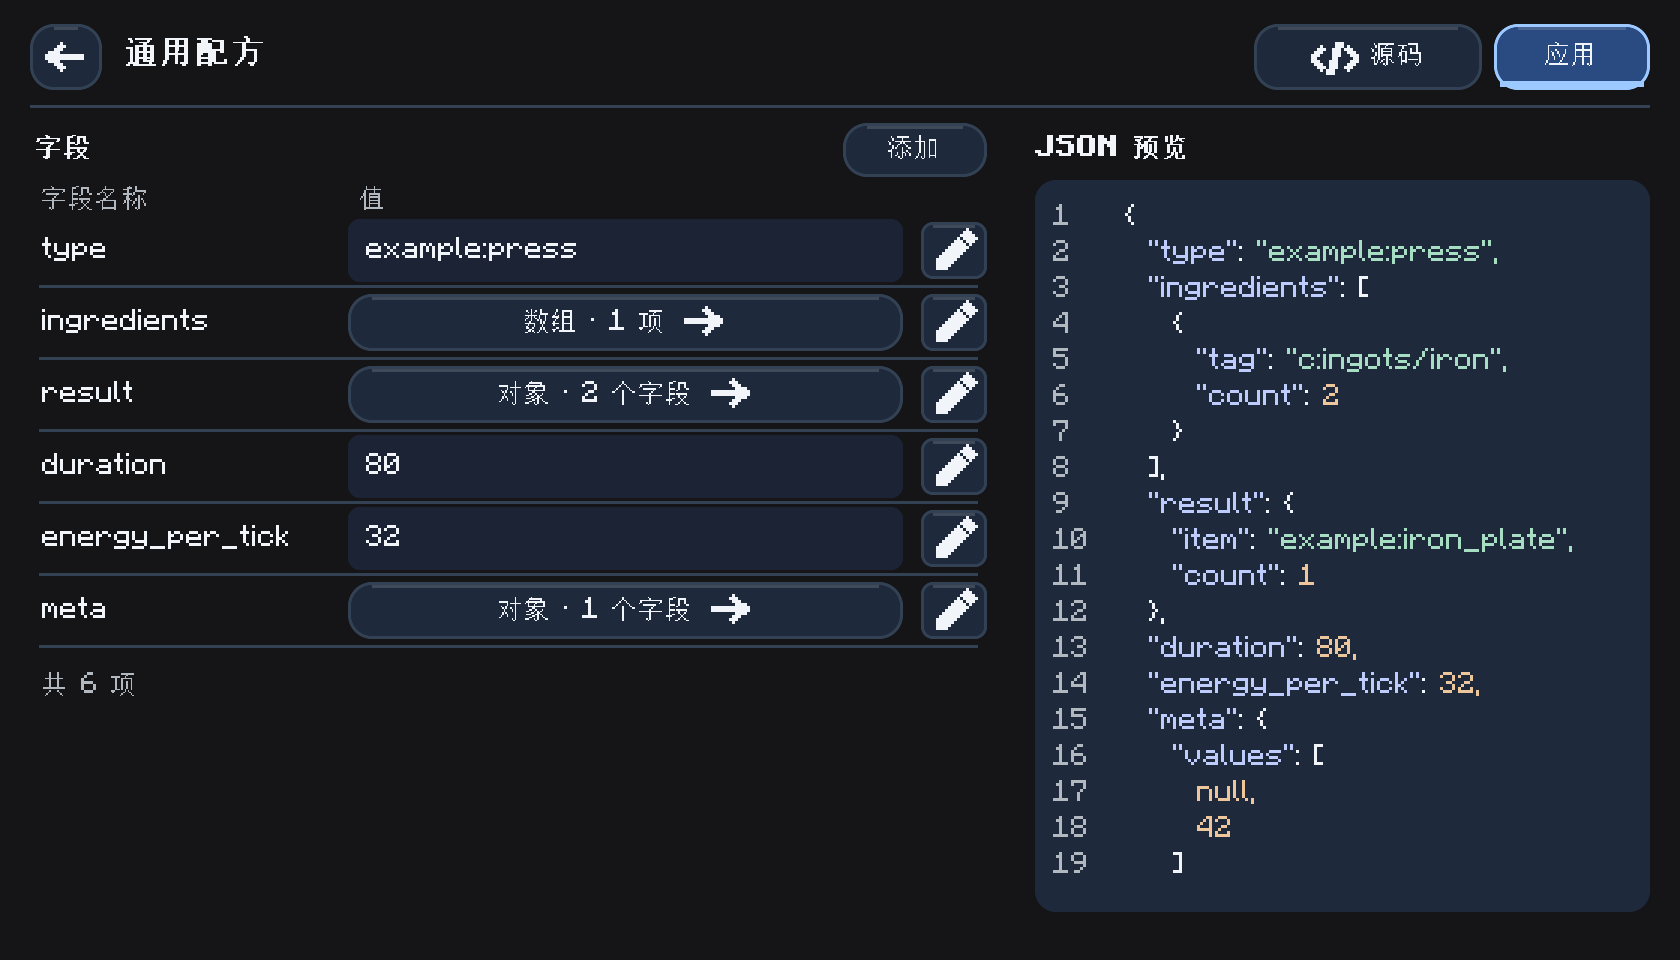 通用配方
源码
应用
字段
添加
字段名称 值
type example:press
ingredients 数组 · 1 项
result 对象 · 2 个字段
duration 80
energy_per_tick 32
meta 对象 · 1 个字段
共 6 项
JSON 预览
1 {
2 "type": "example:press",
3 "ingredients": [
4 {
5 "tag": "c:ingots/iron",
6 "count": 2
7 }
8 ],
9 "result": {
10 "item": "example:iron_plate",
11 "count": 1
12 },
13 "duration": 80,
14 "energy_per_tick": 32,
15 "meta": {
16 "values": [
17 null,
18 42
19 ]